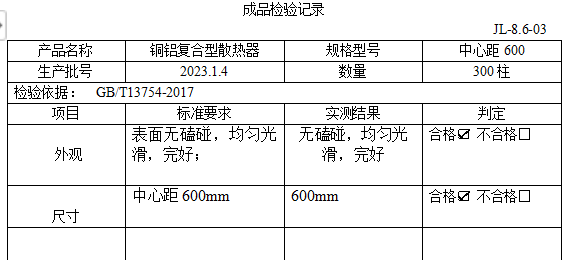 成品检验记录
JL-8.6-03
产品名称 铜铝复合型散热器 规格型号 中心距 600
生产批号 2023.1.4 数量 300 柱
检验依据： GB/T13754-2017
项目 标准要求 实测结果 判定
外观 表面无磕碰，均匀光 无磕碰，均匀光 合格☑ 不合格☐
滑，完好； 滑，完好
尺寸 中心距 600mm 600mm 合格☑ 不合格☐